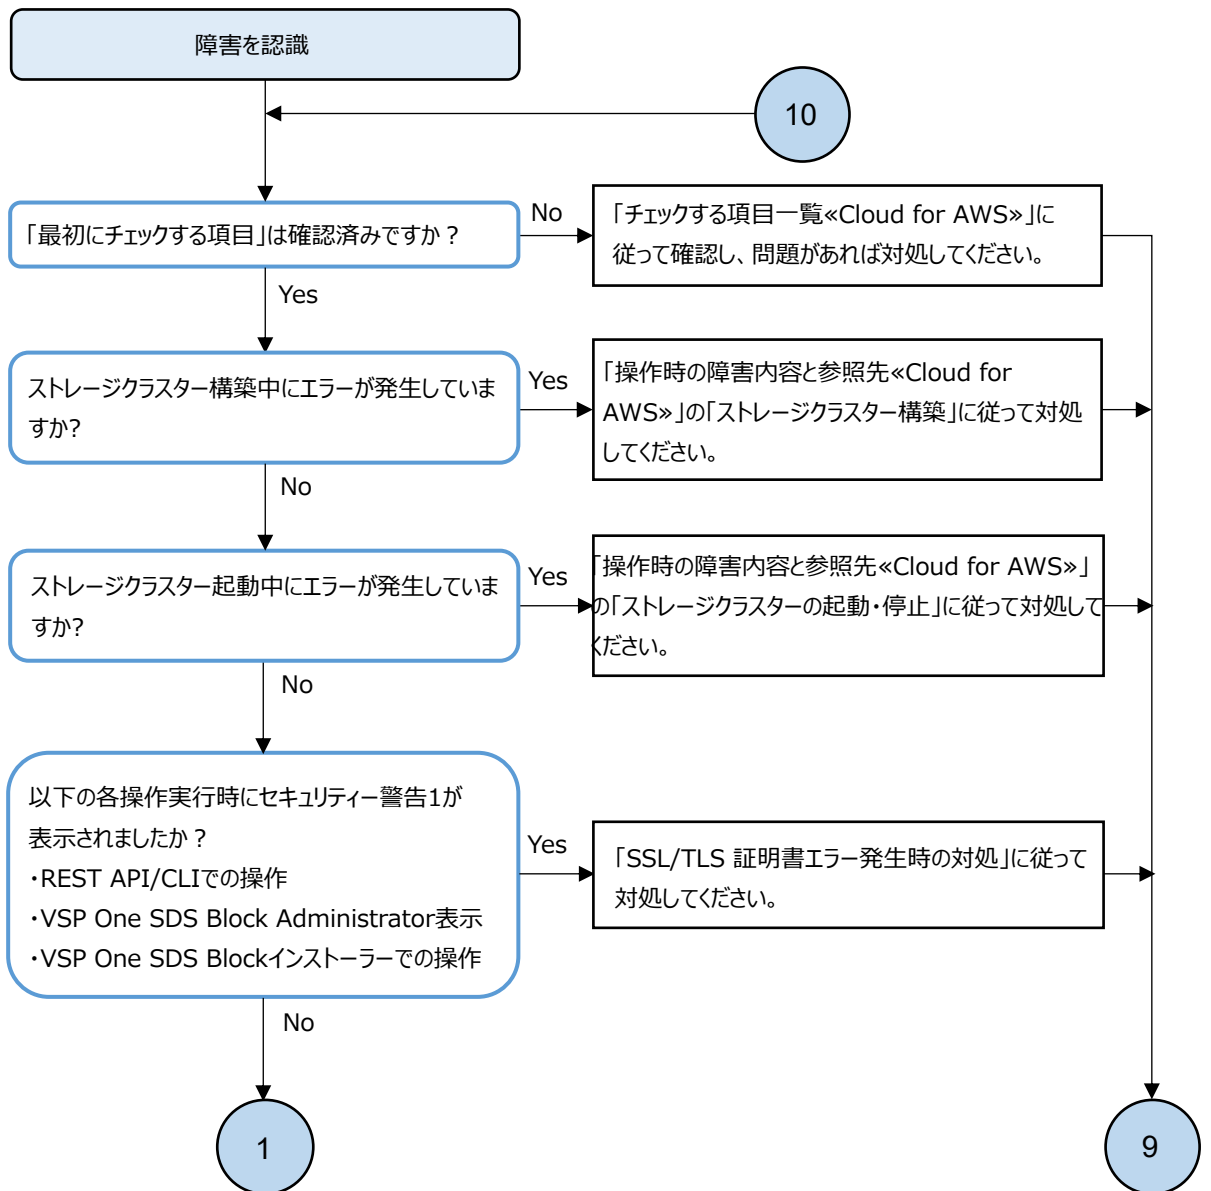 障害を認識
10
「最初にチェックする項目」は確認済みですか？
No
「チェックする項目一覧«Cloud for AWS»」に
従って確認し、問題があれば対処してください。
Yes
ストレージクラスター構築中にエラーが発生していま
すか?
Yes
「操作時の障害内容と参照先«Cloud for
AWS»」の「ストレージクラスター構築」に従って対処
してください。
No
ストレージクラスター起動中にエラーが発生していま
すか?
Yes
「操作時の障害内容と参照先«Cloud for AWS»」
の「ストレージクラスターの起動・停止」に従って対処して
ください。
No
以下の各操作実行時にセキュリティー警告1が
表示されましたか？
・REST API/CLIでの操作
・VSP One SDS Block Administrator表示
・VSP One SDS Blockインストーラーでの操作
Yes
「SSL/TLS 証明書エラー発生時の対処」に従って
対処してください。
No
1
9